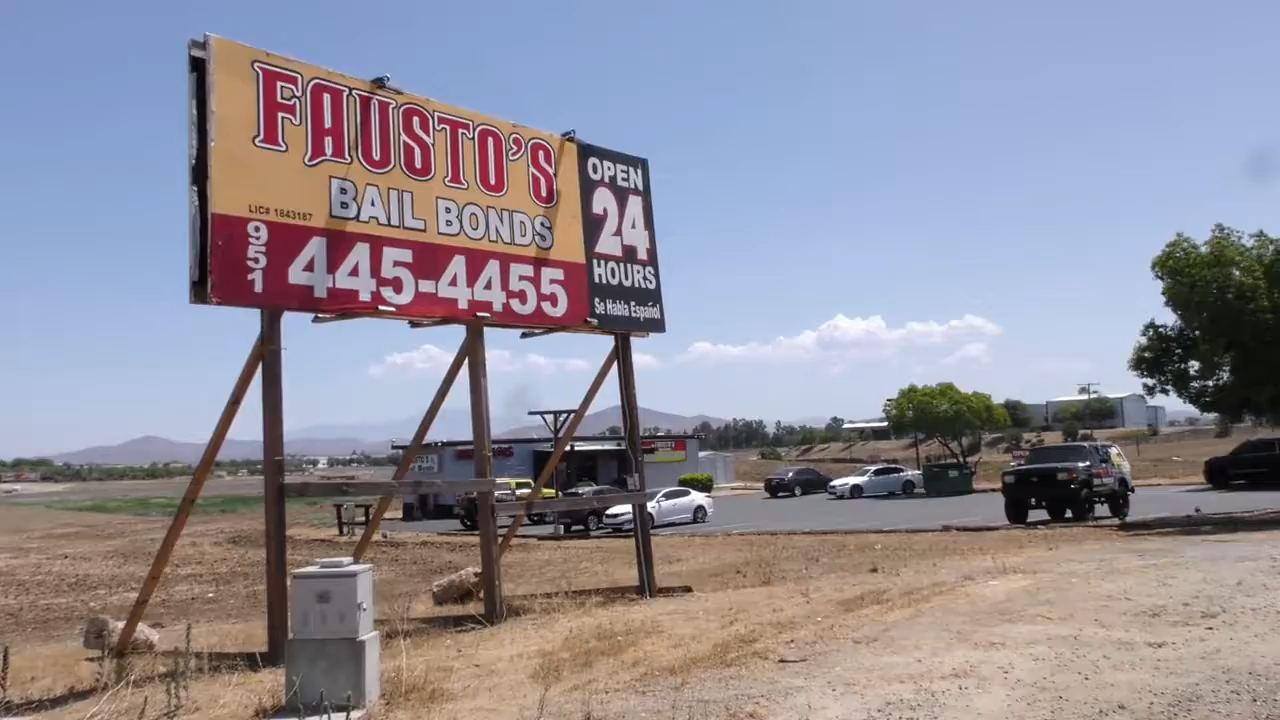 FAUSTO'S
BAIL BONDS
LIC# 1843187
951 445-4455
OPEN
24
HOURS
Se Habla Español